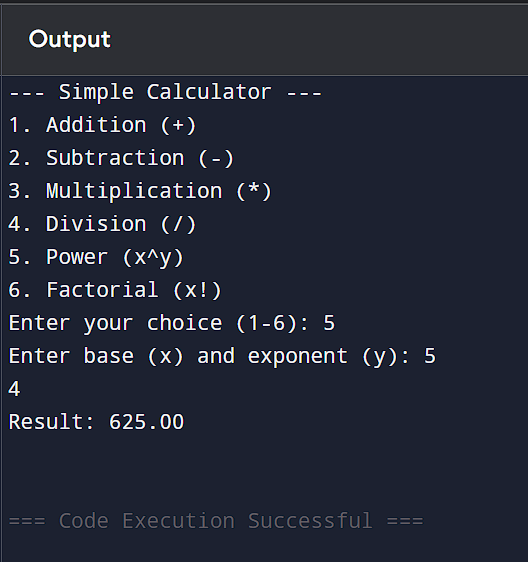 Output
--- Simple Calculator ---
1. Addition (+)
2. Subtraction (-)
3. Multiplication (*)
4. Division (/)
5. Power (x^y)
6. Factorial (x!)
Enter your choice (1-6): 5
Enter base (x) and exponent (y): 5
4
Result: 625.00
=== Code Execution Successful ===